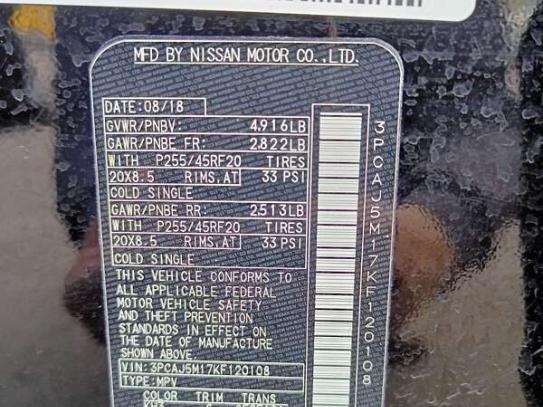 MFD BY NISSAN MOTOR CO.,LTD.
DATE:08/18
GVWR/PNBV: 4,916LB
GAWR/PNBE FR: 2,822LB
WITH P255/45RF20 TIRES
20X8.5 RIMS,AT 33 PSI
COLD SINGLE
GAWR/PNBE RR: 2,513LB
WITH P255/45RF20 TIRES
20X8.5 RIMS,AT 33 PSI
COLD SINGLE
THIS VEHICLE CONFORMS TO
ALL APPLICABLE FEDERAL
MOTOR VEHICLE SAFETY
AND THEFT PREVENTION
STANDARDS IN EFFECT ON
THE DATE OF MANUFACTURE
SHOWN ABOVE.
VIN:3PCAJ5M17KF120108
TYPE:MPV
COLOR TRIM TRANS
3PCAJ5M17KF120108